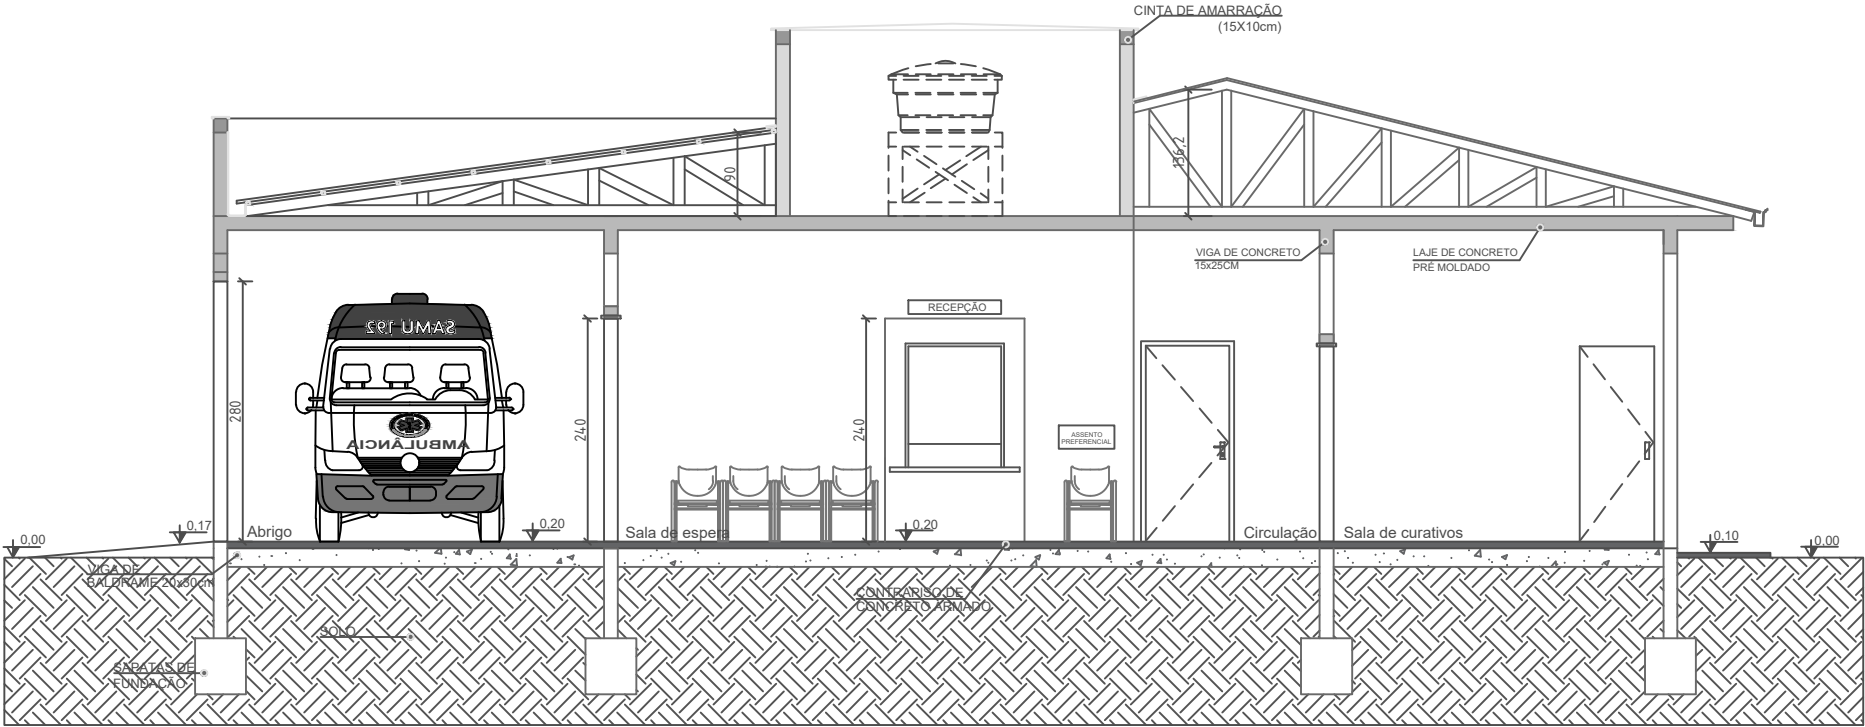 CINTA DE AMARRAÇÃO
(15X10cm)
90
136,2
VIGA DE CONCRETO
15x25CM
LAJE DE CONCRETO
PRÉ MOLDADO
RECEPÇÃO
SAMU 192
AMBULÂNCIA
280
240
240
ASSENTO
PREFERENCIAL
0,00
0,17
Abrigo
0,20
Sala de espera
0,20
Circulação
Sala de curativos
0,10
0,00
VIGA DE
BALDRAME 20x30cm
CONTRAPISO DE
CONCRETO ARMADO
SOLO
SAPATAS DE
FUNDAÇÃO